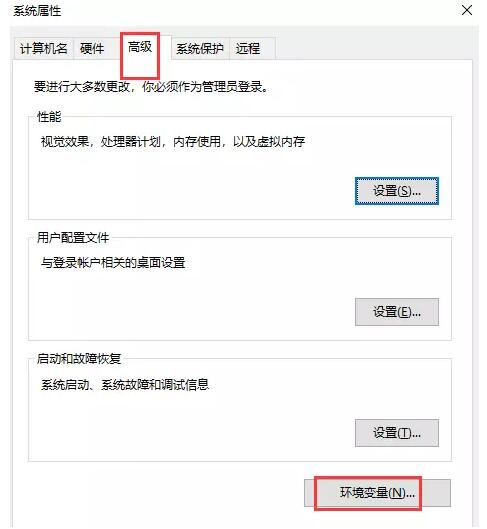 系统属性
计算机名 硬件 高级 系统保护 远程
要进行大多数更改，你必须作为管理员登录。
性能
视觉效果，处理器计划，内存使用，以及虚拟内存
设置(S)...
用户配置文件
与登录帐户相关的桌面设置
设置(E)...
启动和故障恢复
系统启动、系统故障和调试信息
设置(T)...
环境变量(N)...